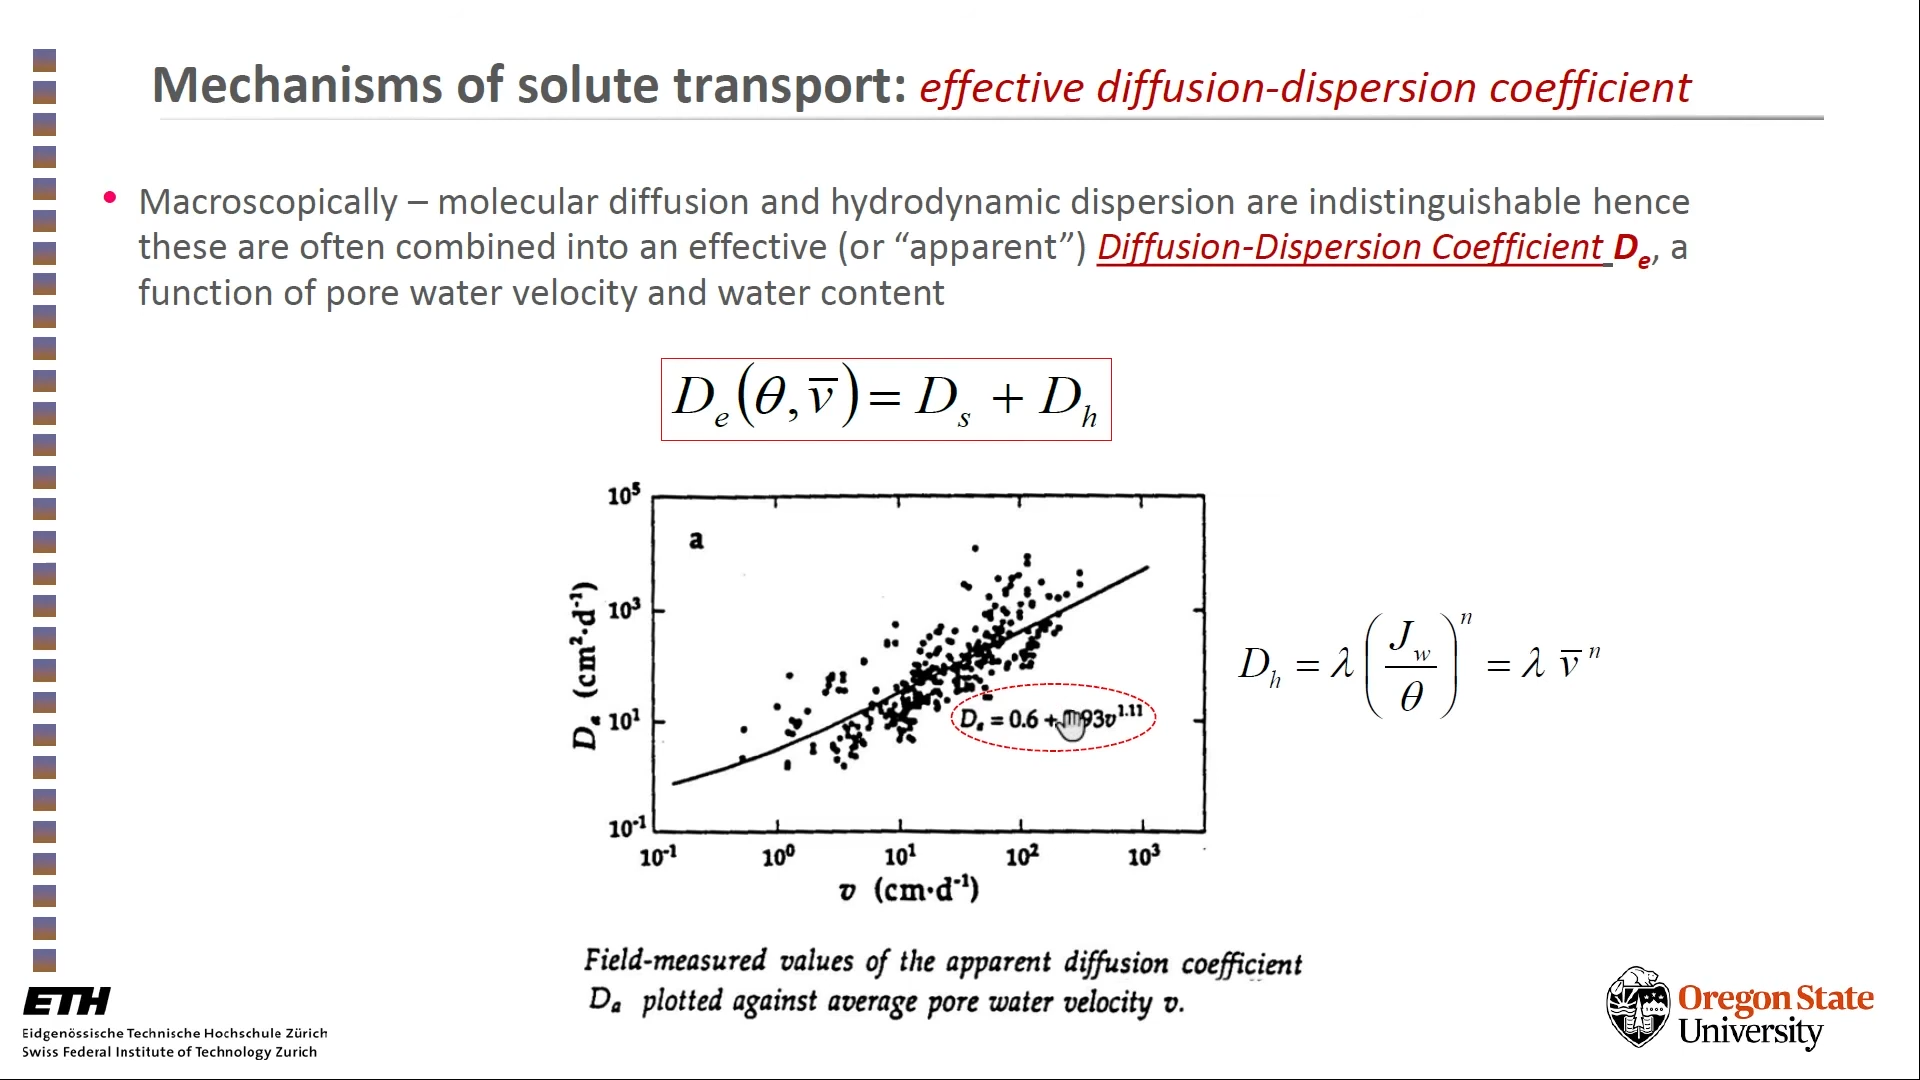 Mechanisms of solute transport: effective diffusion-dispersion coefficient
• Macroscopically – molecular diffusion and hydrodynamic dispersion are indistinguishable hence
these are often combined into an effective (or “apparent”) Diffusion-Dispersion Coefficient Dₑ, a
function of pore water velocity and water content
Dₑ(θ, v̅) = Dₛ + Dₕ
a
10⁵
10³
10¹
10⁻¹
Dₐ (cm²·d⁻¹)
= 0.6 + 93v¹·¹¹
10⁻¹ 10⁰ 10¹ 10² 10³
v (cm·d⁻¹)
Dₕ = λ (J_w / θ)ⁿ = λ v̅ ⁿ
Field-measured values of the apparent diffusion coefficient
Dₐ plotted against average pore water velocity v.
ETH
Eidgenössische Technische Hochschule Zürich
Swiss Federal Institute of Technology Zurich
Oregon State
University